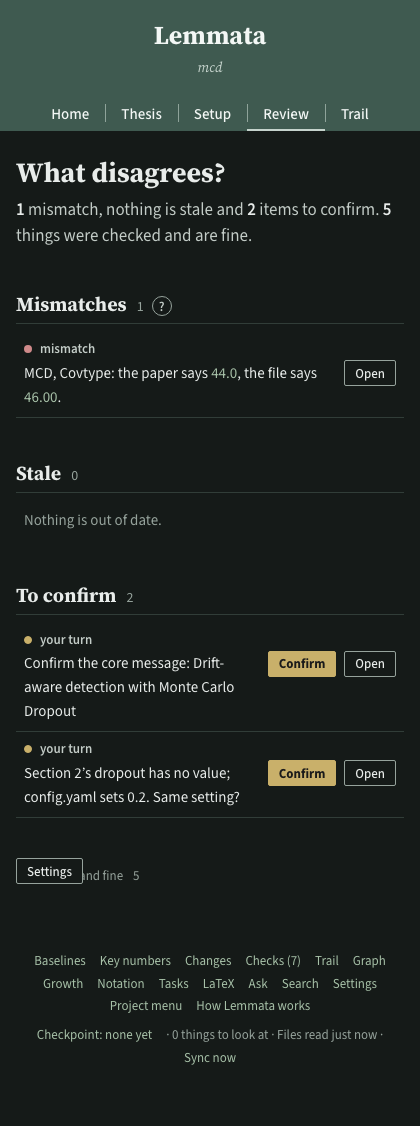 Lemmata
mcd
Home Thesis Setup Review Trail
What disagrees?
1 mismatch, nothing is stale and 2 items to confirm. 5
things were checked and are fine.
Mismatches 1 ?
mismatch
MCD, Covtype: the paper says 44.0, the file says
46.00.
Open
Stale 0
Nothing is out of date.
To confirm 2
your turn
Confirm the core message: Drift-
aware detection with Monte Carlo
Dropout
Confirm Open
your turn
Section 2’s dropout has no value;
config.yaml sets 0.2. Same setting?
Confirm Open
Settings fine 5
Baselines Key numbers Changes Checks (7) Trail Graph
Growth Notation Tasks LaTeX Ask Search Settings
Project menu How Lemmata works
Checkpoint: none yet · 0 things to look at · Files read just now ·
Sync now